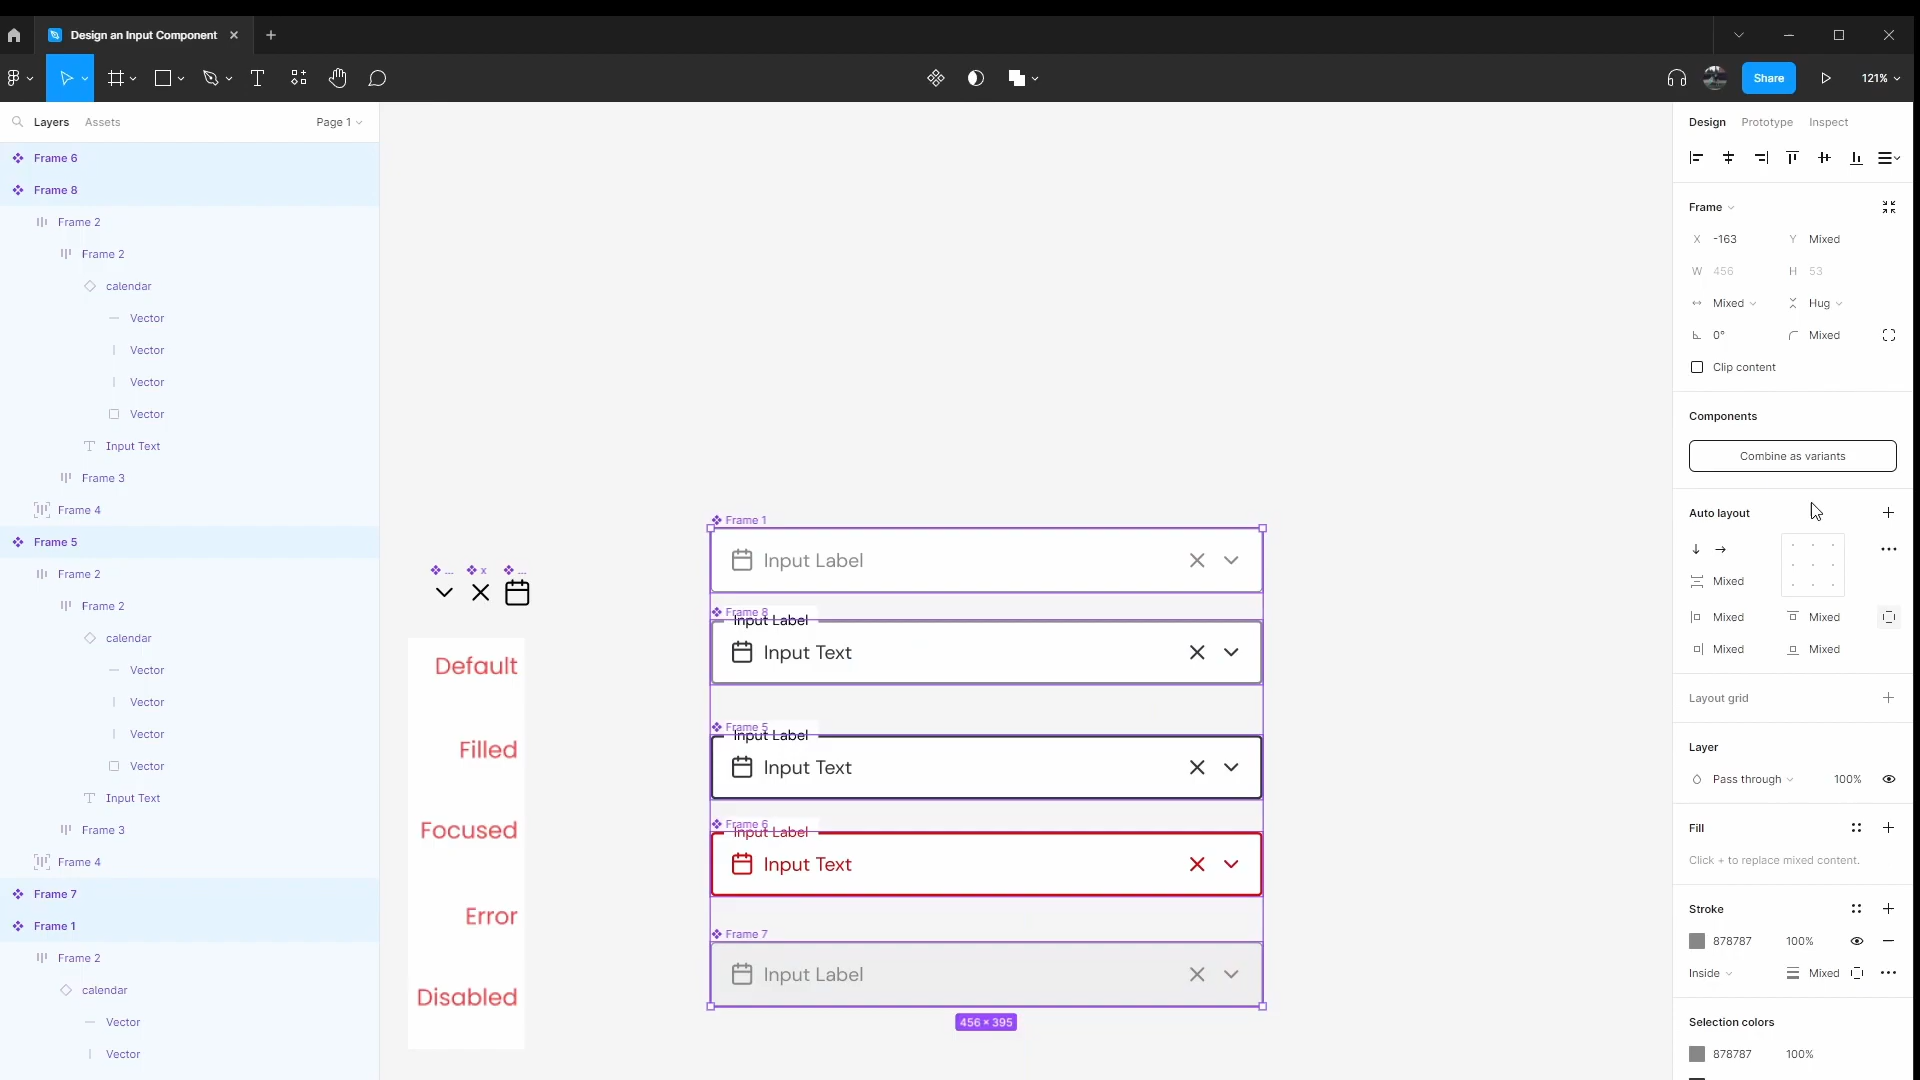 Design an Input Component
Share
121%
Layers
Assets
Page 1
Frame 6
Frame 8
Frame 2
Frame 2
calendar
Vector
Vector
Vector
Vector
Input Text
Frame 3
Frame 4
Frame 5
Frame 2
Frame 2
calendar
Vector
Vector
Vector
Vector
Input Text
Frame 3
Frame 4
Frame 7
Frame 1
Frame 2
calendar
Vector
Vector
... x ...
Default
Filled
Focused
Error
Disabled
Frame 1
Input Label
Frame 8
Input Label
Input Text
Frame 5
Input Label
Input Text
Frame 6
Input Label
Input Text
Frame 7
Input Label
456 × 395
Design
Prototype
Inspect
Frame
X -163 Y Mixed
W 456 H 53
Mixed Hug
0° Mixed
Clip content
Components
Combine as variants
Auto layout
Mixed
Mixed Mixed
Mixed Mixed
Layout grid
Layer
Pass through 100%
Fill
Click + to replace mixed content.
Stroke
878787 100%
Inside Mixed
Selection colors
878787 100%